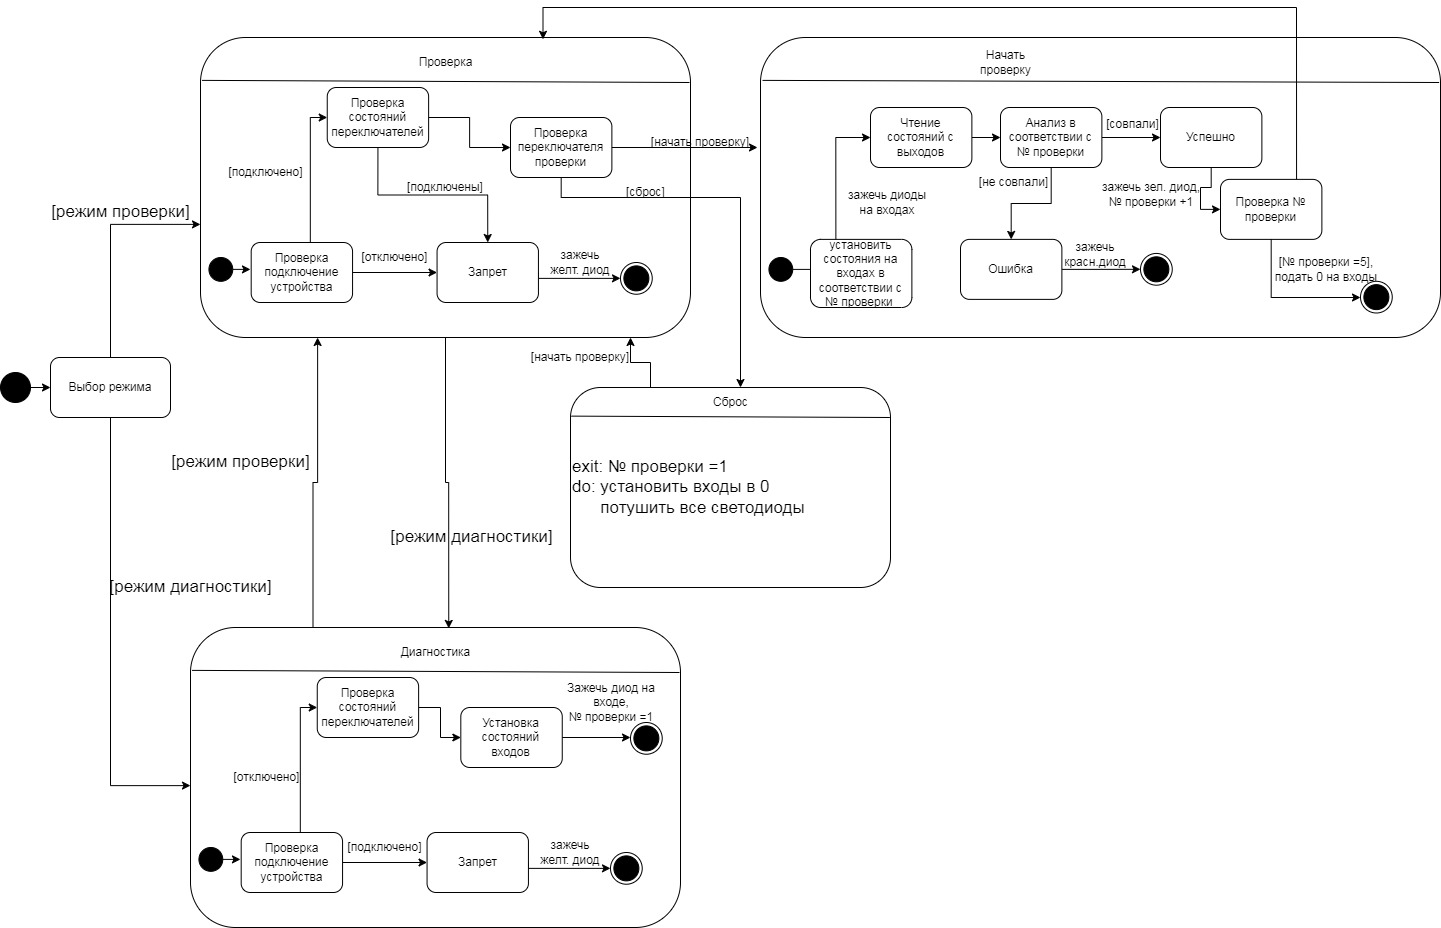 Проверка
Проверка
состояний
переключателей
Проверка
переключателя
проверки
[начать проверку]
[подключено]
[подключены]
[сброс]
[режим проверки]
Проверка
подключение
устройства
[отключено]
Запрет
зажечь
желт. диод
Начать
проверку
Чтение
состояний с
выходов
Анализ в
соответствии с
№ проверки
[совпали]
Успешно
[не совпали]
зажечь диоды
на входах
зажечь зел. диод,
№ проверки +1
Проверка №
проверки
установить
состояния на
входах в
соответствии с
№ проверки
Ошибка
зажечь
красн.диод
[№ проверки =5],
подать 0 на входы
Выбор режима
[начать проверку]
Сброс
exit: № проверки =1
do: установить входы в 0
потушить все светодиоды
[режим проверки]
[режим диагностики]
[режим диагностики]
Диагностика
Проверка
состояний
переключателей
Установка
состояний
входов
Зажечь диод на
входе,
№ проверки =1
[отключено]
Проверка
подключение
устройства
[подключено]
Запрет
зажечь
желт. диод